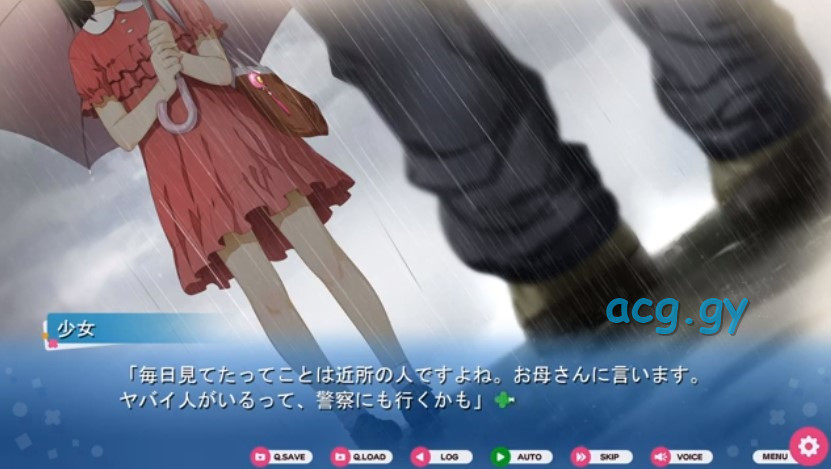 acg.gy
少女
「毎日見てたってことは近所の人ですよね。お母さんに言います。
ヤバイ人がいるって、警察にも行くかも」
Q.SAVE Q.LOAD LOG AUTO SKIP VOICE MENU